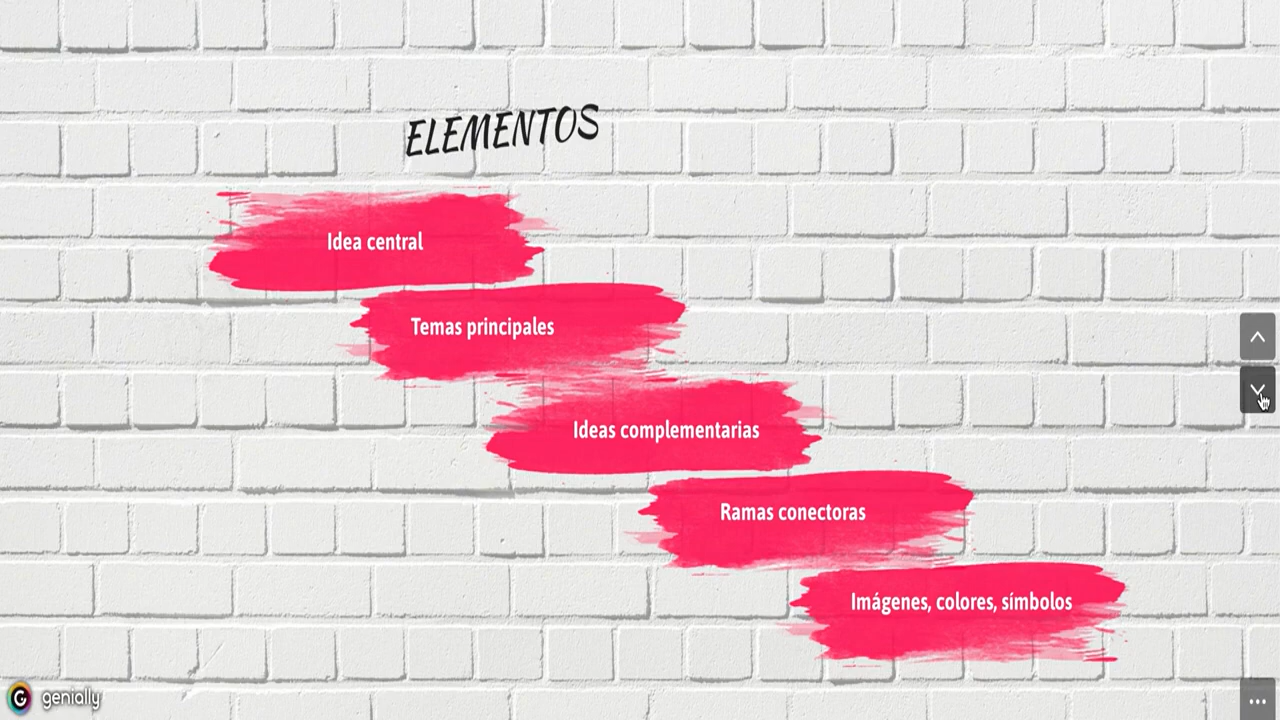 ELEMENTOS
Idea central
Temas principales
Ideas complementarias
Ramas conectoras
Imágenes, colores, símbolos
genially